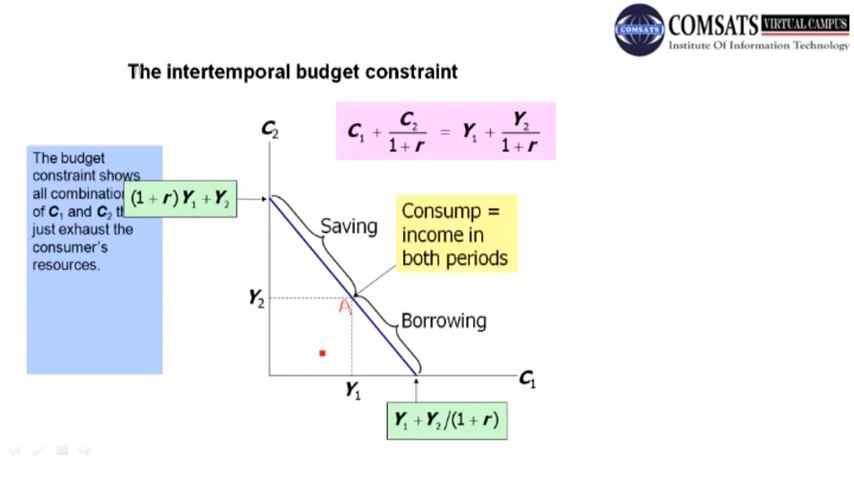 COMSATS VIRTUAL CAMPUS
COMSATS
Institute Of Information Technology
The intertemporal budget constraint
C₁ + C₂/1 + r = Y₁ + Y₂/1 + r
The budget
constraint shows
all combination
of C₁ and C₂ t
just exhaust the
consumer's
resources.
(1 + r) Y₁ + Y₂
C₂
Saving
Consump =
income in
both periods
Y₂
A
Borrowing
Y₁
C₁
Y₁ + Y₂/(1 + r)